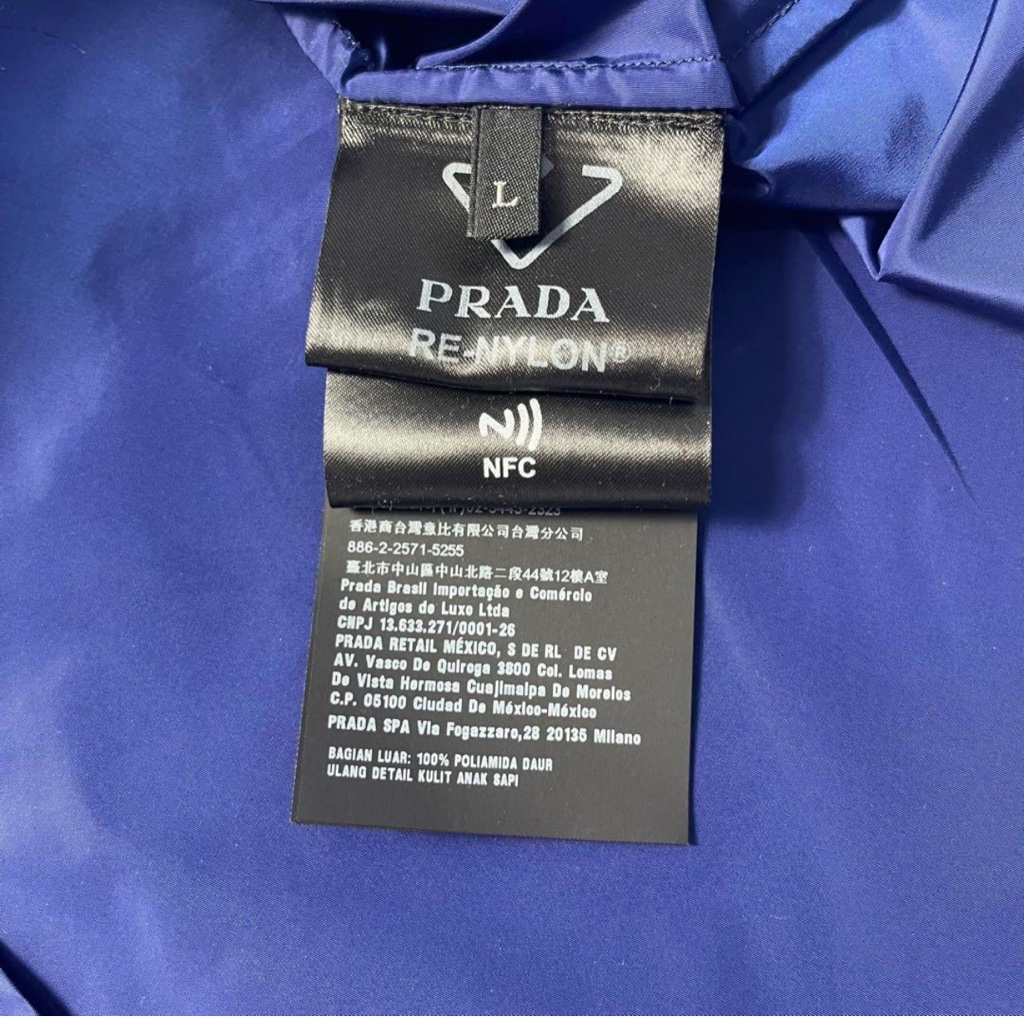 L
PRADA
RE-NYLON®
NFC
02-3443-2323
香港商台灣意比有限公司台灣分公司
886-2-2571-5255
臺北市中山區中山北路二段44號12樓A室
Prada Brasil Importação e Comércio
de Artigos de Luxo Ltda
CNPJ 13.633.271/0001-26
PRADA RETAIL MÉXICO, S DE RL DE CV
AV. Vasco De Quiroga 3800 Col. Lomas
De Vista Hermosa Cuajimalpa De Morelos
C.P. 05100 Ciudad De México-México
PRADA SPA Via Fogazzaro,28 20135 Milano
BAGIAN LUAR: 100% POLIAMIDA DAUR
ULANG DETAIL KULIT ANAK SAPI